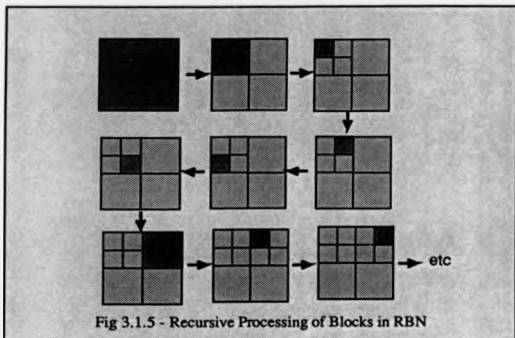 etc
Fig 3.1.5 - Recursive Processing of Blocks in RBN